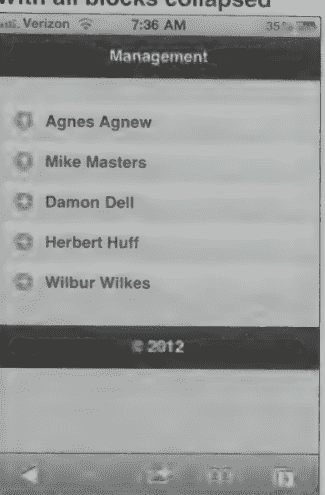 With all blocks collapsed
Verizon 7:36 AM 35%
Management
Agnes Agnew
Mike Masters
Damon Dell
Herbert Huff
Wilbur Wilkes
© 2012